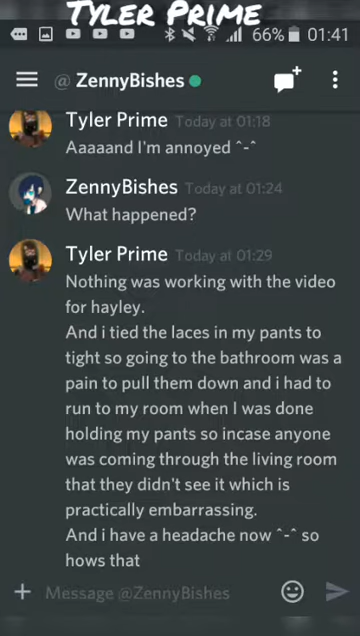 Tyler Prime
66% 01:41
@ ZennyBishes
Tyler Prime Today at 01:18
Aaaaand I'm annoyed ^-^
ZennyBishes Today at 01:24
What happened?
Tyler Prime Today at 01:29
Nothing was working with the video
for hayley.
And i tied the laces in my pants to
tight so going to the bathroom was a
pain to pull them down and i had to
run to my room when I was done
holding my pants so incase anyone
was coming through the living room
that they didn't see it which is
practically embarrassing.
And i have a headache now ^-^ so
hows that
Message @ZennyBishes